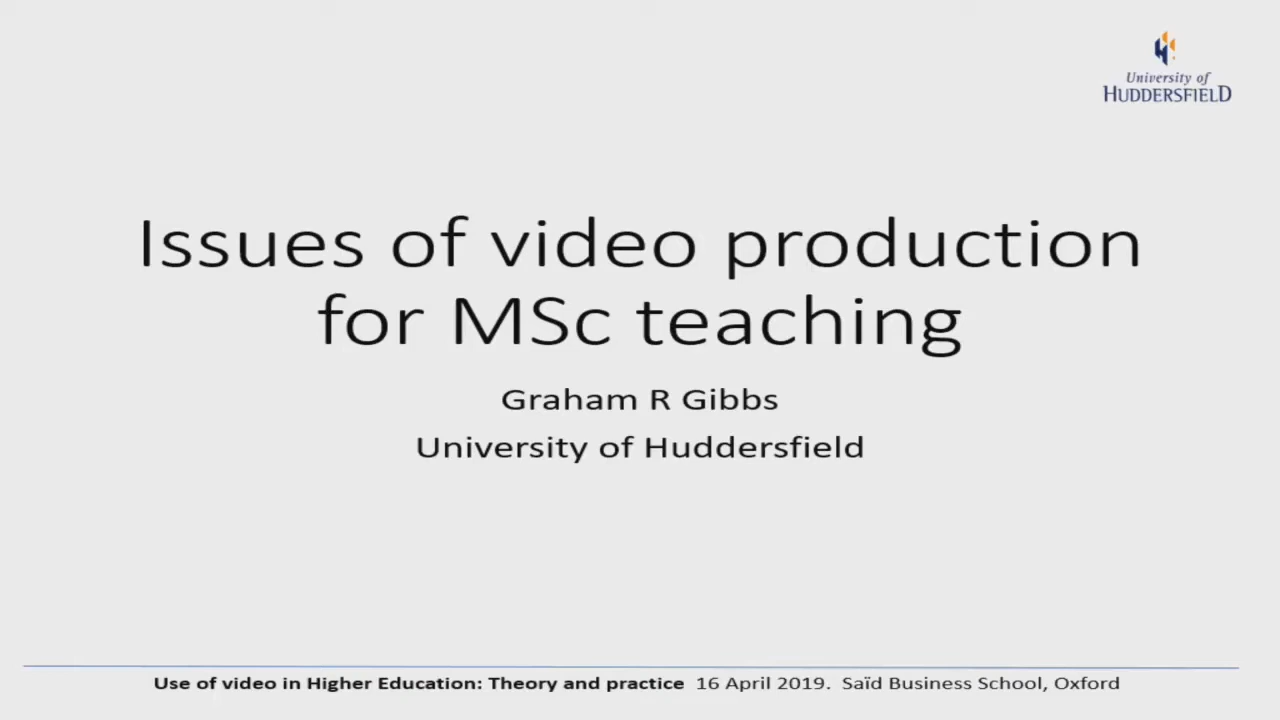 University of
HUDDERSFIELD
Issues of video production
for MSc teaching
Graham R Gibbs
University of Huddersfield
Use of video in Higher Education: Theory and practice 16 April 2019. Saïd Business School, Oxford